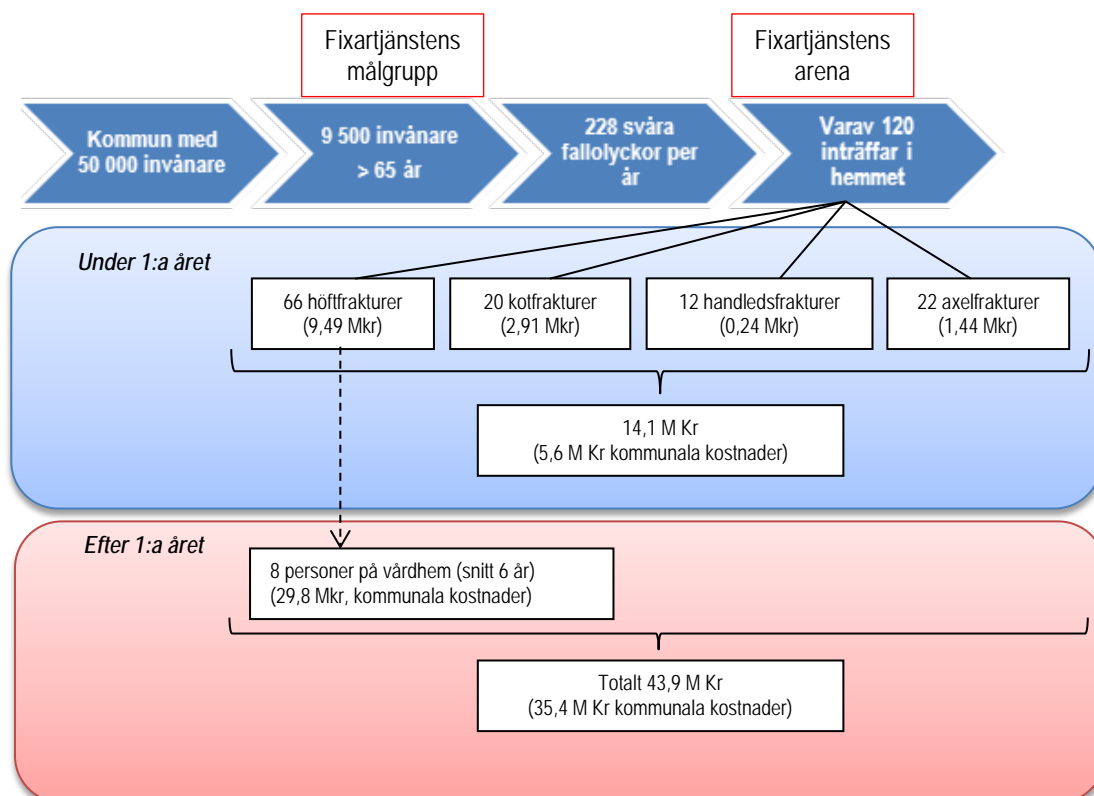 Fixartjänstens
målgrupp
Fixartjänstens
arena
Kommun med
50 000 invånare
9 500 invånare
> 65 år
228 svåra
fallolyckor per
år
Varav 120
inträffar i
hemmet
Under 1:a året
66 höftfrakturer
(9,49 Mkr)
20 kotfrakturer
(2,91 Mkr)
12 handledsfrakturer
(0,24 Mkr)
22 axelfrakturer
(1,44 Mkr)
14,1 M Kr
(5,6 M Kr kommunala kostnader)
Efter 1:a året
8 personer på vårdhem (snitt 6 år)
(29,8 Mkr, kommunala kostnader)
Totalt 43,9 M Kr
(35,4 M Kr kommunala kostnader)